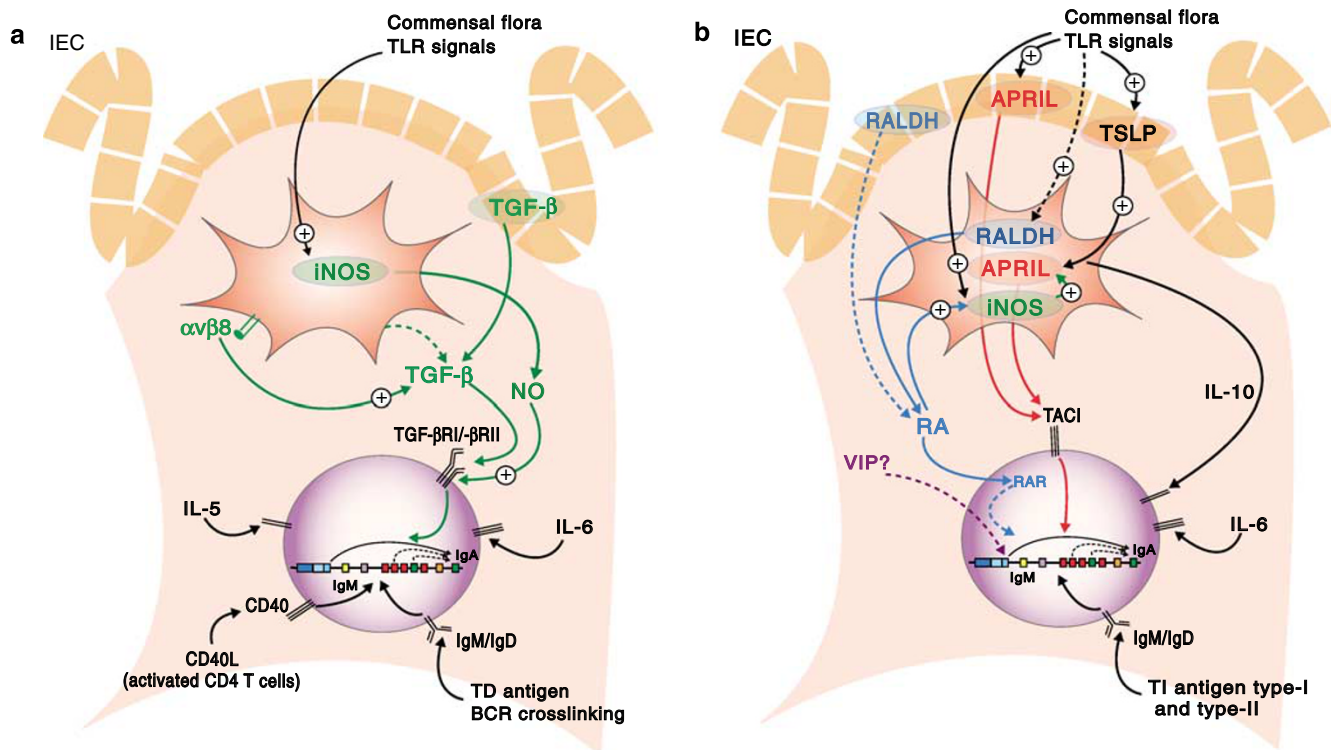 a
IEC
Commensal flora
TLR signals
TGF-β
iNOS
αvβ8
TGF-β
NO
TGF-βRI/-βRII
IL-5
IL-6
IgA
IgM
CD40
IgM/IgD
CD40L
(activated CD4 T cells)
TD antigen
BCR crosslinking
b
IEC
Commensal flora
TLR signals
APRIL
RALDH
TSLP
RALDH
APRIL
iNOS
IL-10
TACI
RA
VIP?
RAR
IL-6
IgA
IgM
IgM/IgD
TI antigen type-I
and type-II